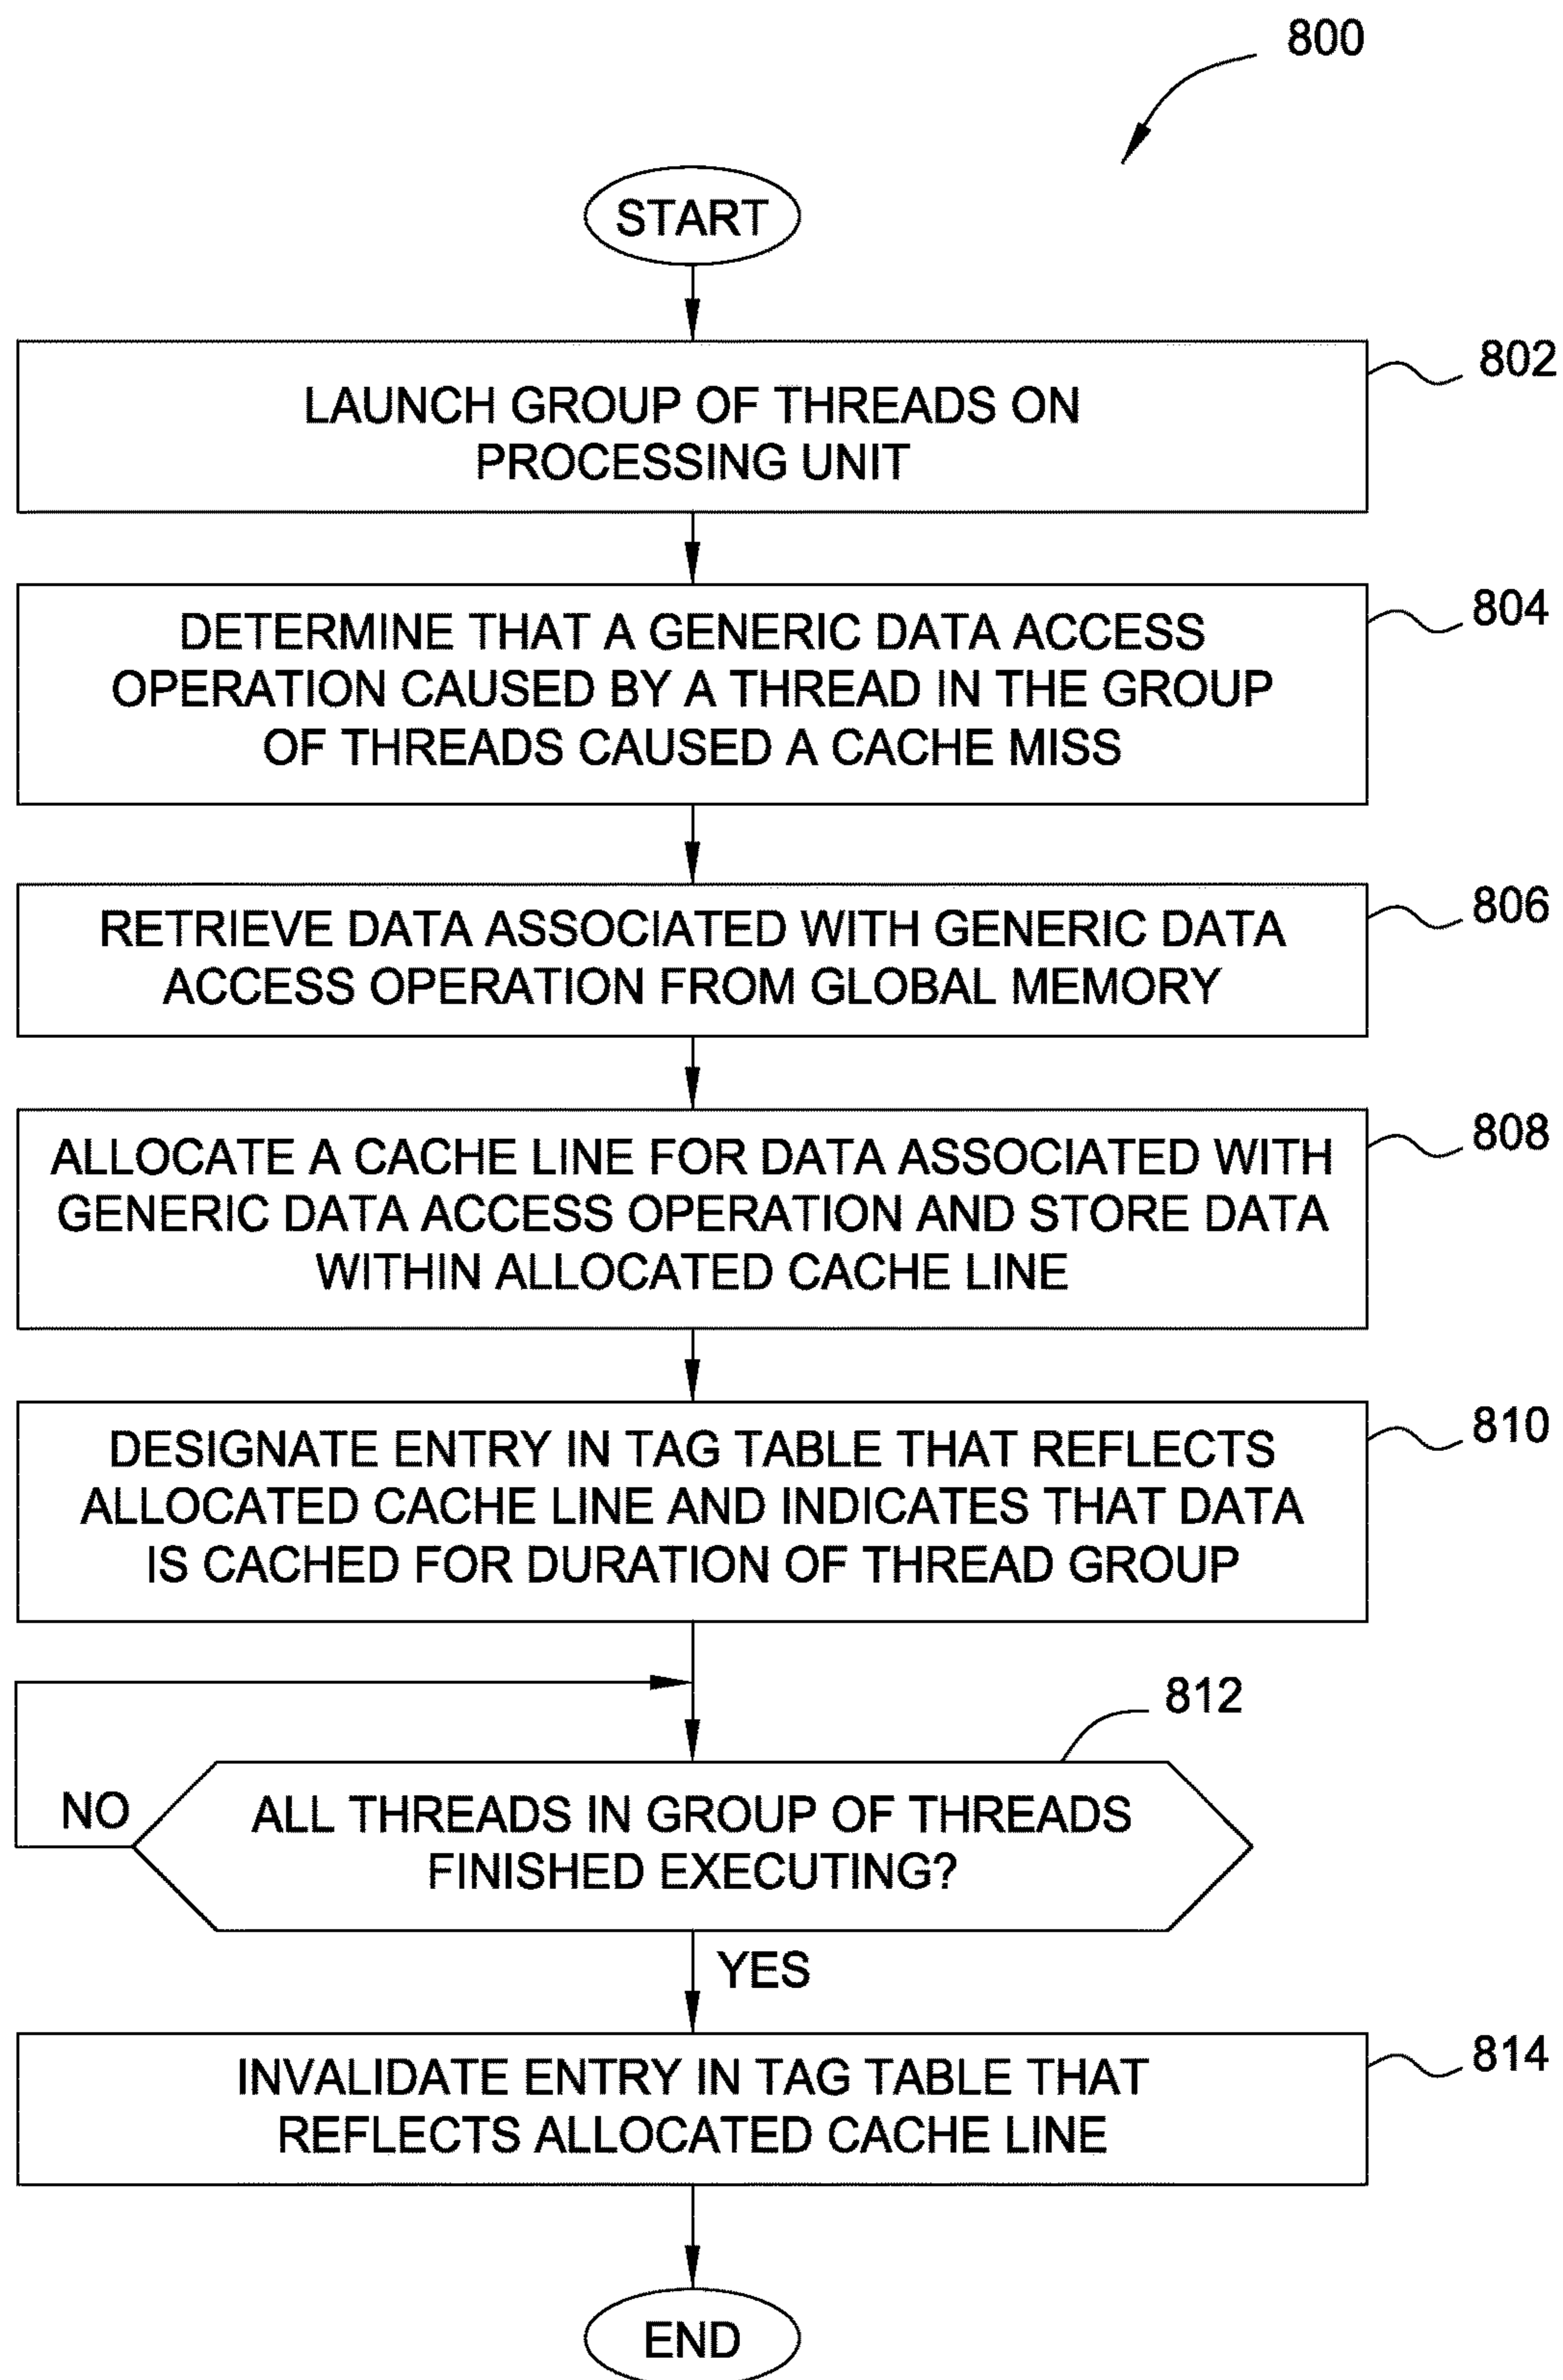 800
START
802
LAUNCH GROUP OF THREADS ON
PROCESSING UNIT
804
DETERMINE THAT A GENERIC DATA ACCESS
OPERATION CAUSED BY A THREAD IN THE GROUP
OF THREADS CAUSED A CACHE MISS
806
RETRIEVE DATA ASSOCIATED WITH GENERIC DATA
ACCESS OPERATION FROM GLOBAL MEMORY
808
ALLOCATE A CACHE LINE FOR DATA ASSOCIATED WITH
GENERIC DATA ACCESS OPERATION AND STORE DATA
WITHIN ALLOCATED CACHE LINE
810
DESIGNATE ENTRY IN TAG TABLE THAT REFLECTS
ALLOCATED CACHE LINE AND INDICATES THAT DATA
IS CACHED FOR DURATION OF THREAD GROUP
812
NO
ALL THREADS IN GROUP OF THREADS
FINISHED EXECUTING?
YES
814
INVALIDATE ENTRY IN TAG TABLE THAT
REFLECTS ALLOCATED CACHE LINE
END